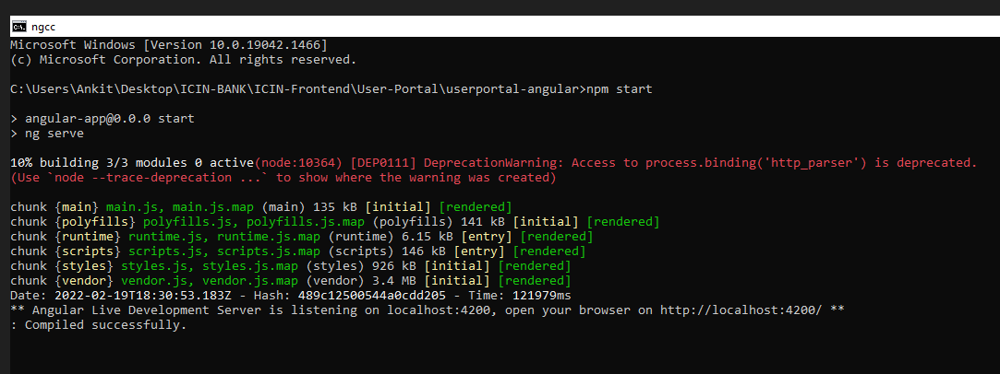 ngcc
Microsoft Windows [Version 10.0.19042.1466]
(c) Microsoft Corporation. All rights reserved.
C:\Users\Ankit\Desktop\ICIN-BANK\ICIN-Frontend\User-Portal\userportal-angular>npm start
> angular-app@0.0.0 start
> ng serve
10% building 3/3 modules 0 active(node:10364) [DEP0111] DeprecationWarning: Access to process.binding('http_parser') is deprecated.
(Use `node --trace-deprecation ...` to show where the warning was created)
chunk {main} main.js, main.js.map (main) 135 kB [initial] [rendered]
chunk {polyfills} polyfills.js, polyfills.js.map (polyfills) 141 kB [initial] [rendered]
chunk {runtime} runtime.js, runtime.js.map (runtime) 6.15 kB [entry] [rendered]
chunk {scripts} scripts.js, scripts.js.map (scripts) 146 kB [entry] [rendered]
chunk {styles} styles.js, styles.js.map (styles) 926 kB [initial] [rendered]
chunk {vendor} vendor.js, vendor.js.map (vendor) 3.4 MB [initial] [rendered]
Date: 2022-02-19T18:30:53.183Z - Hash: 489c12500544a0cdd205 - Time: 121979ms
** Angular Live Development Server is listening on localhost:4200, open your browser on http://localhost:4200/ **
: Compiled successfully.